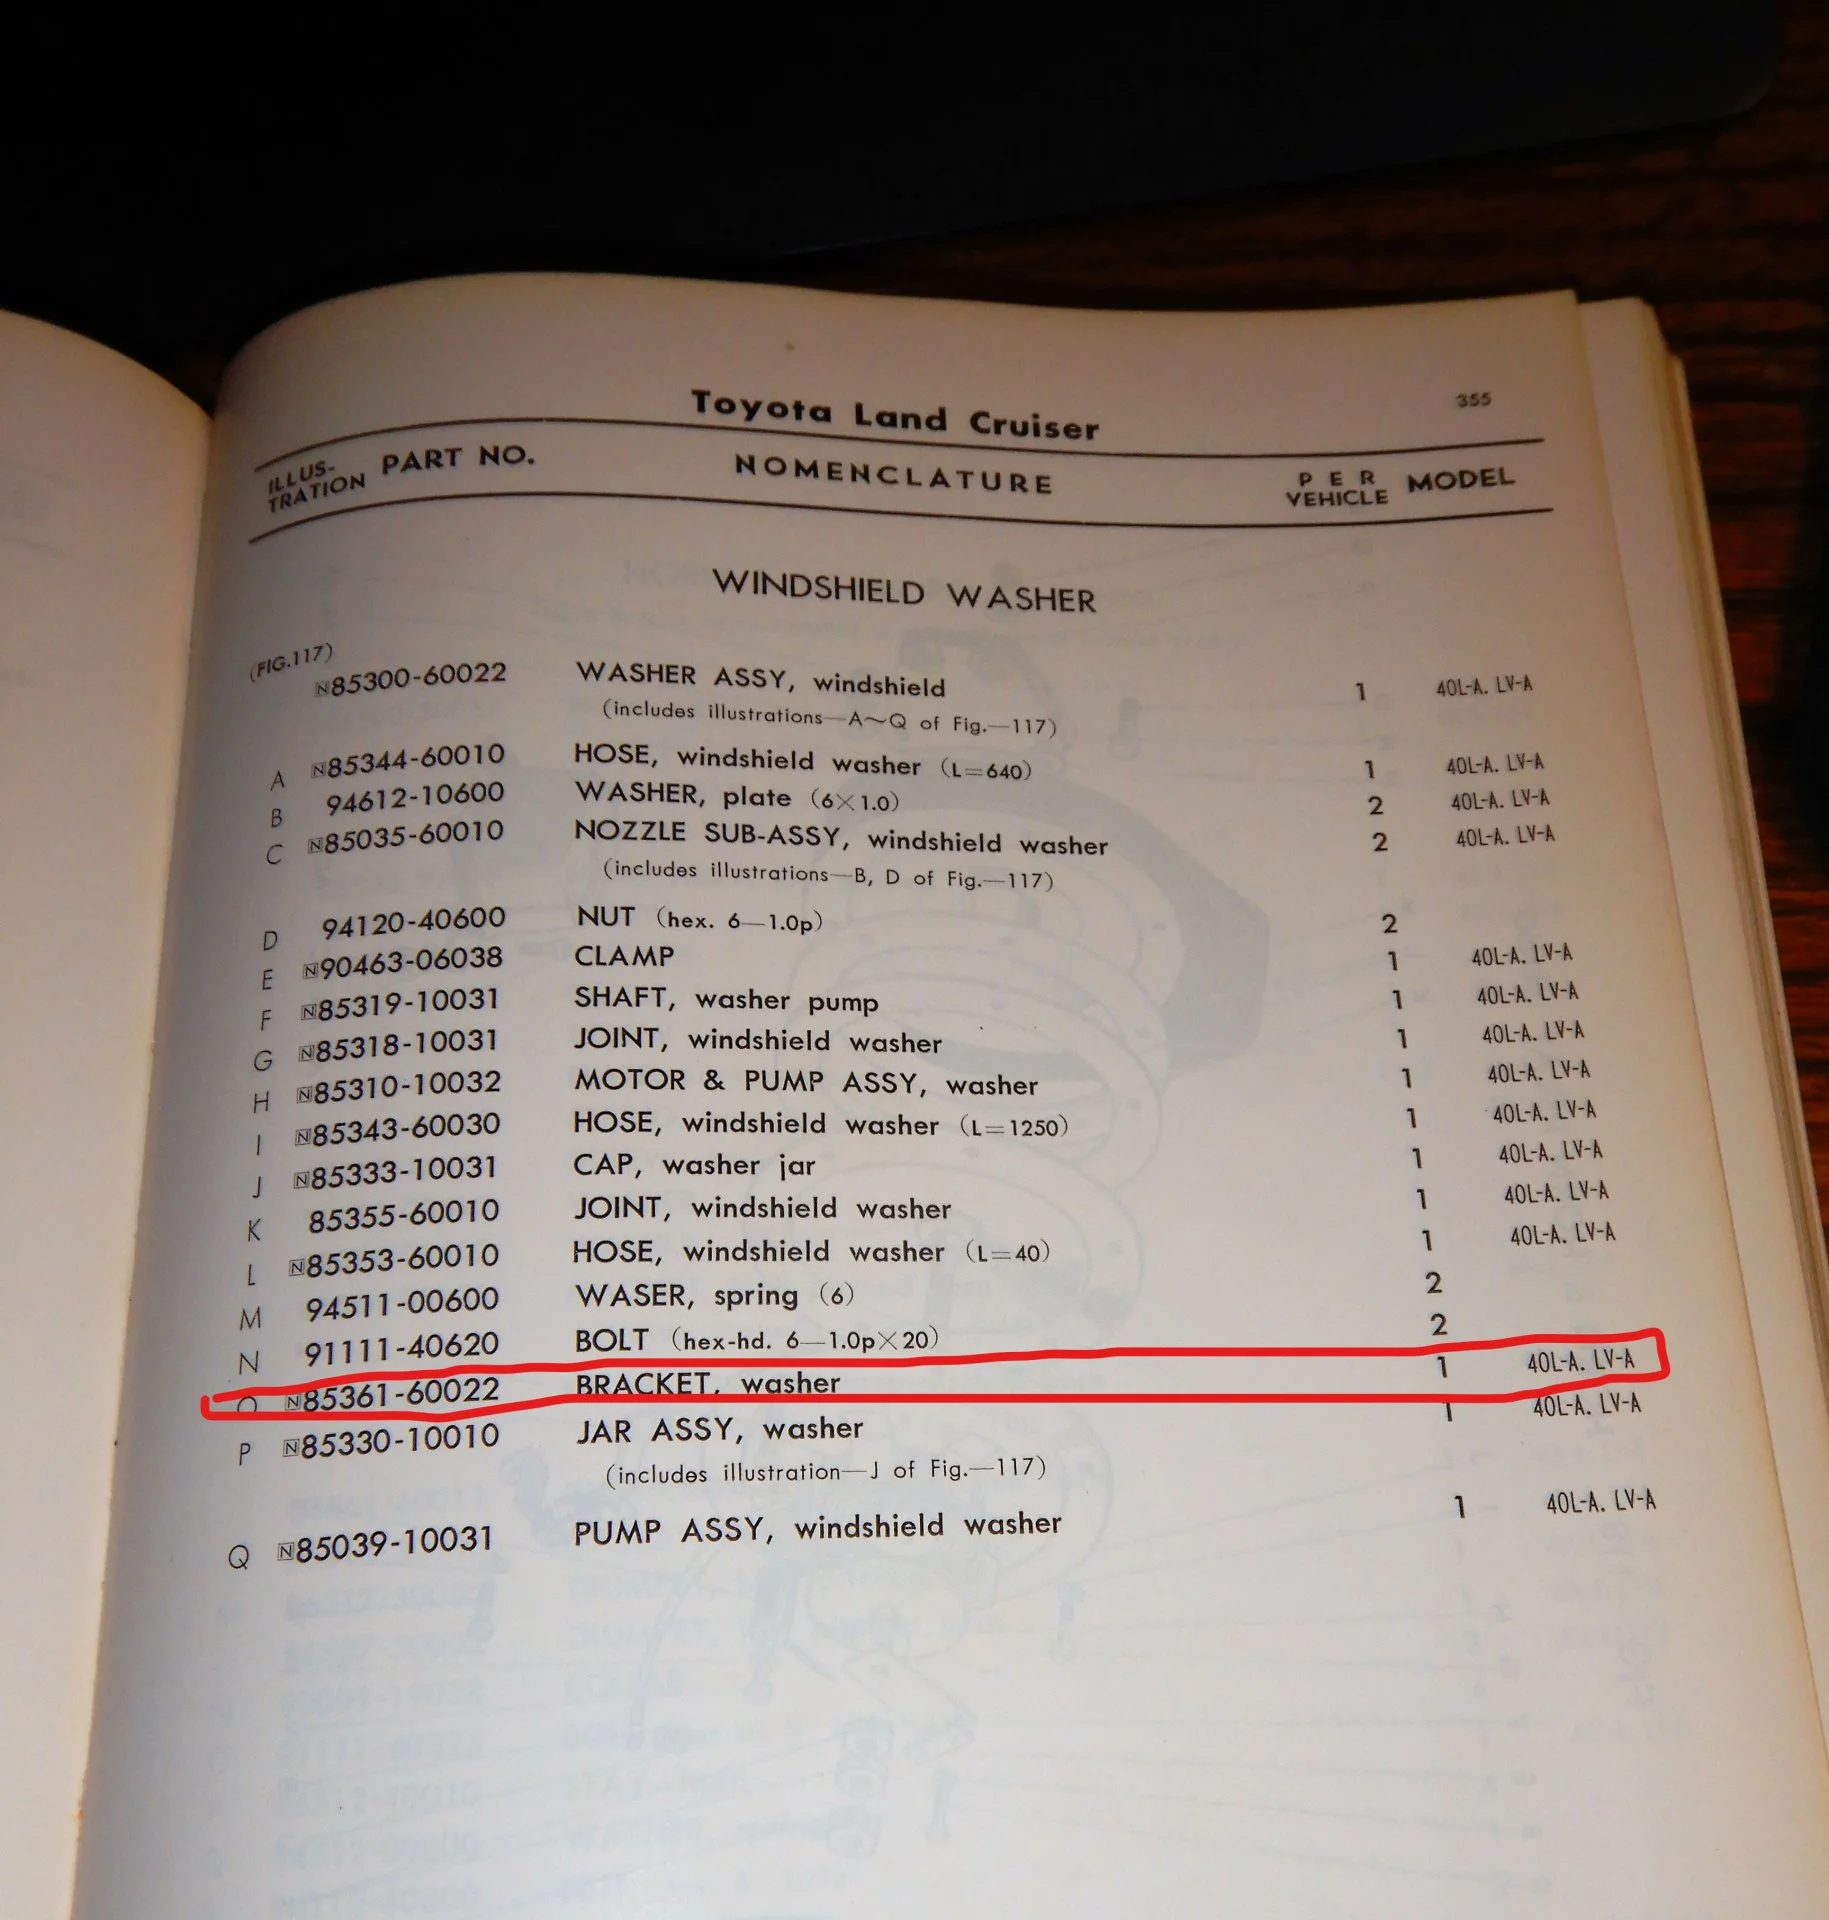 Toyota Land Cruiser 355
ILLUS-TRATION PART NO. NOMENCLATURE PER VEHICLE MODEL
WINDSHIELD WASHER
(FIG.117)
N85300-60022 WASHER ASSY, windshield 1 40L-A. LV-A
(includes illustrations—A~Q of Fig.—117)
A N85344-60010 HOSE, windshield washer (L=640) 1 40L-A. LV-A
B 94612-10600 WASHER, plate (6×1.0) 2 40L-A. LV-A
C N85035-60010 NOZZLE SUB-ASSY, windshield washer 2 40L-A. LV-A
(includes illustrations—B, D of Fig.—117)
D 94120-40600 NUT (hex. 6—1.0p) 2
E N90463-06038 CLAMP 1 40L-A. LV-A
F N85319-10031 SHAFT, washer pump 1 40L-A. LV-A
G N85318-10031 JOINT, windshield washer 1 40L-A. LV-A
H N85310-10032 MOTOR & PUMP ASSY, washer 1 40L-A. LV-A
I N85343-60030 HOSE, windshield washer (L=1250) 1 40L-A. LV-A
J N85333-10031 CAP, washer jar 1 40L-A. LV-A
K 85355-60010 JOINT, windshield washer 1 40L-A. LV-A
L N85353-60010 HOSE, windshield washer (L=40) 1 40L-A. LV-A
M 94511-00600 WASER, spring (6) 2
N 91111-40620 BOLT (hex-hd. 6—1.0p×20) 2
O N85361-60022 BRACKET, washer 1 40L-A. LV-A
P N85330-10010 JAR ASSY, washer 1 40L-A. LV-A
(includes illustration—J of Fig.—117)
Q N85039-10031 PUMP ASSY, windshield washer 1 40L-A. LV-A